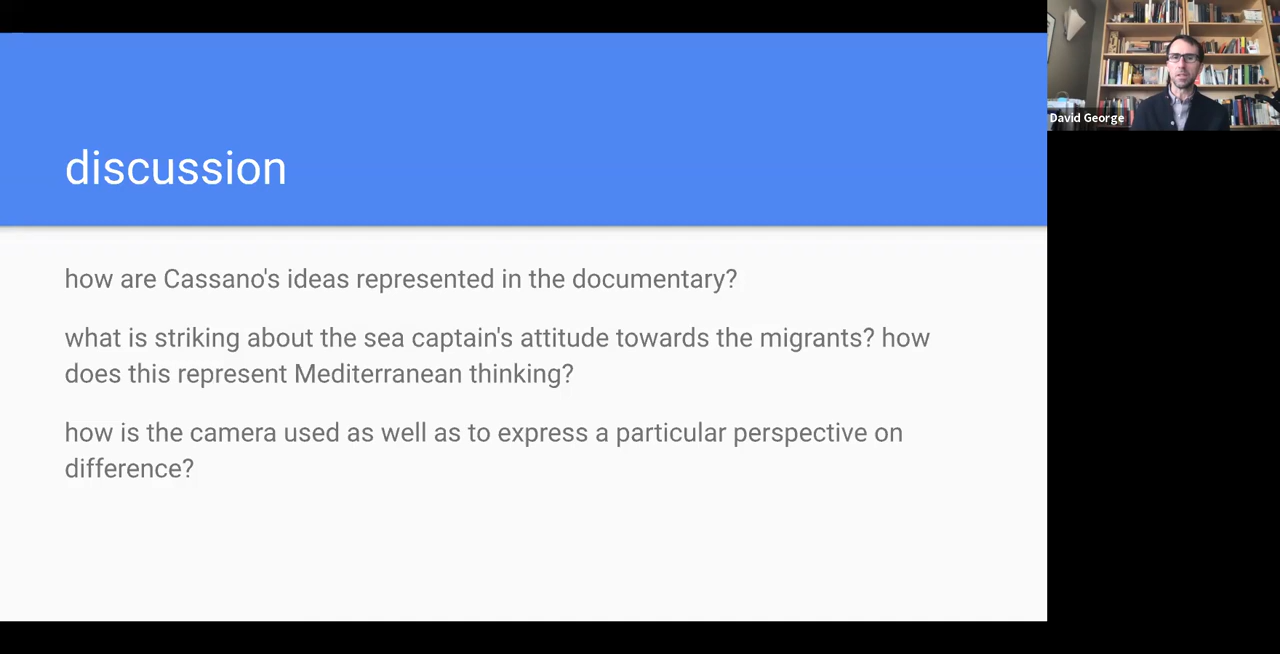 discussion
how are Cassano's ideas represented in the documentary?
what is striking about the sea captain's attitude towards the migrants? how
does this represent Mediterranean thinking?
how is the camera used as well as to express a particular perspective on
difference?
David George